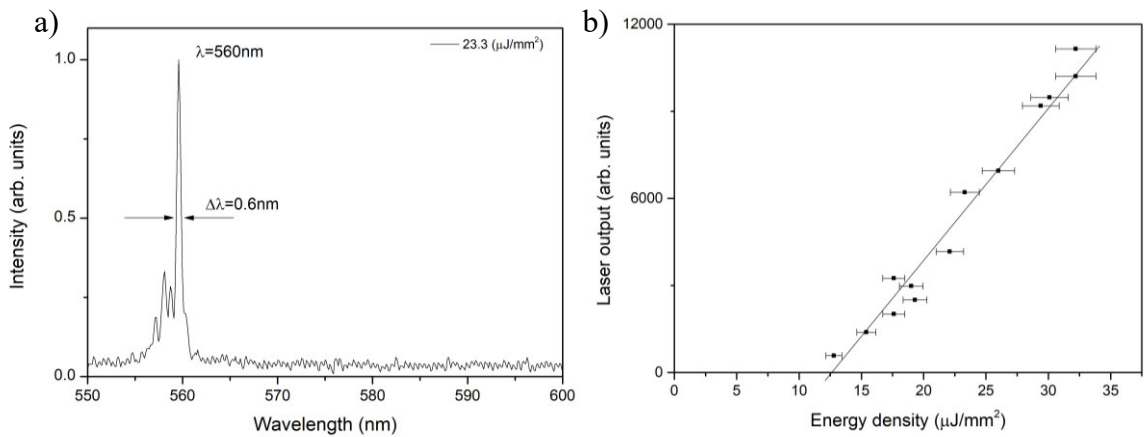 a)
23.3 (μJ/mm²)
λ=560nm
Δλ=0.6nm
1.0
0.5
0.0
550
560
570
580
590
600
Intensity (arb. units)
Wavelength (nm)
b)
12000
6000
0
0
5
10
15
20
25
30
35
Laser output (arb. units)
Energy density (μJ/mm²)